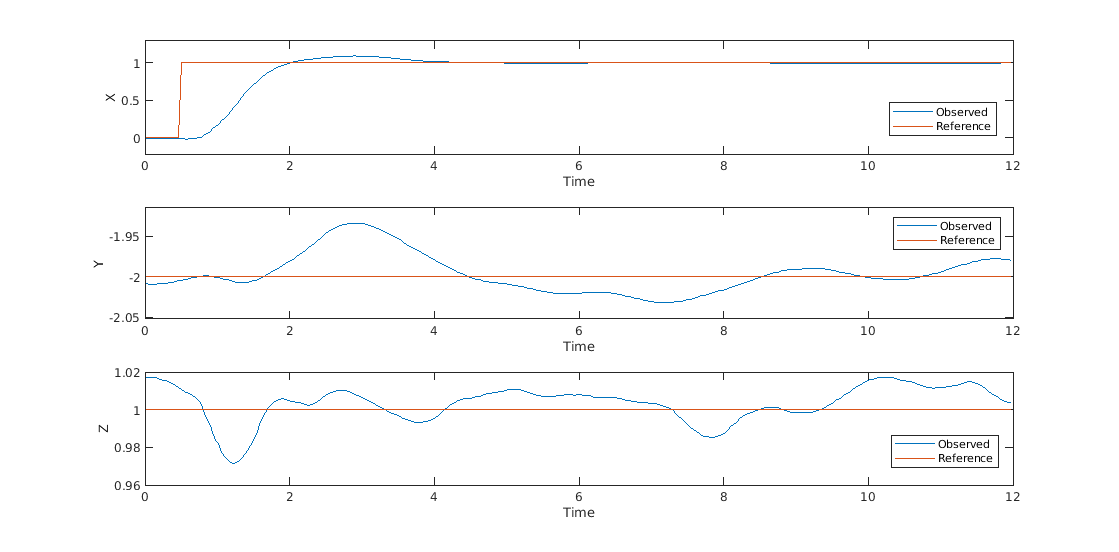 1
0.5
0
X
Observed
Reference
0 2 4 6 8 10 12
Time
-1.95
-2
-2.05
Y
Observed
Reference
0 2 4 6 8 10 12
Time
1.02
1
0.98
0.96
Z
Observed
Reference
0 2 4 6 8 10 12
Time